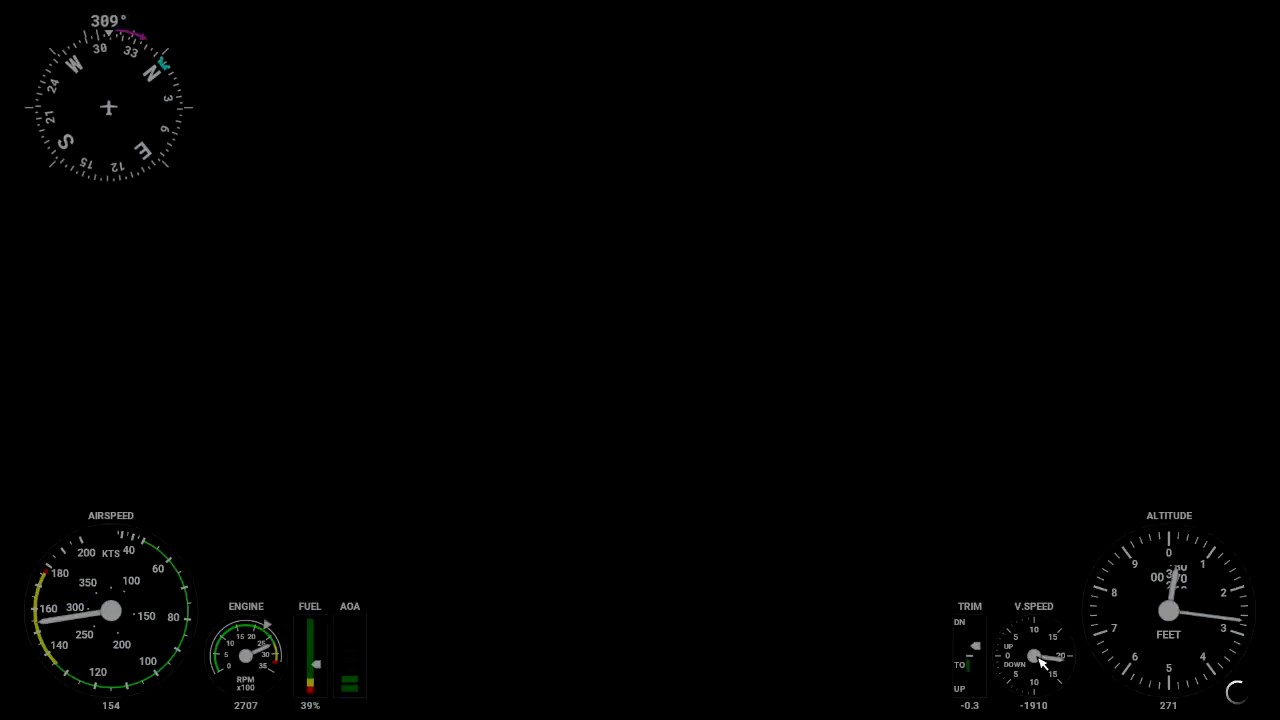 309°
30 33
W N
24 3
21 6
S E
15 12
AIRSPEED
200 KTS 40
180 60
350 100
160 300 150 80
250 200
140 100
120
154
ENGINE
15 20
10 25
5 30
0 35
RPM
x100
2707
FUEL
39%
AOA
TRIM
DN
TO
UP
-0.3
V.SPEED
10
5 15
UP
0 20
DOWN
5 15
10
-1910
ALTITUDE
0
9 1
00
8 2
7 3
FEET
6 4
5
271